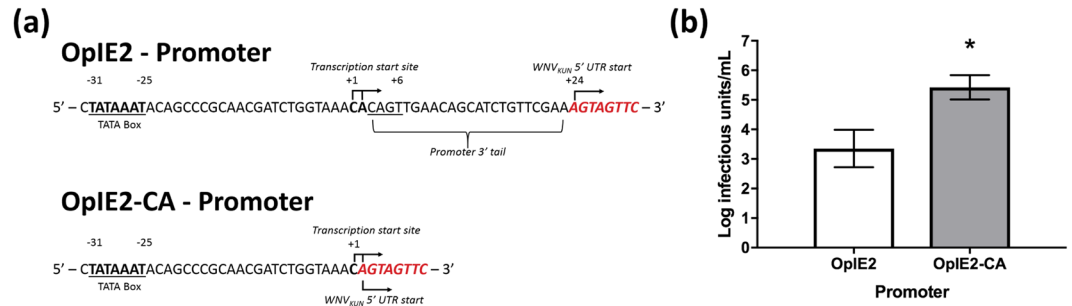 (a)
OpIE2 - Promoter
Transcription start site
WNVKUN 5’ UTR start
-31 -25 +1 +6 +24
5’ – CTATAAATACAGCCCGCAACGATCTGGTAAACACAGTTGAACAGCATCTGTTCGAAAGTAGTTC – 3’
TATA Box
Promoter 3’ tail
OpIE2-CA - Promoter
Transcription start site
-31 -25 +1
5’ – CTATAAATACAGCCCGCAACGATCTGGTAAACAGTAGTTC – 3’
TATA Box
WNVKUN 5’ UTR start
(b)
Log infectious units/mL
7
6
5
4
3
2
1
0
*
OpIE2 OpIE2-CA
Promoter